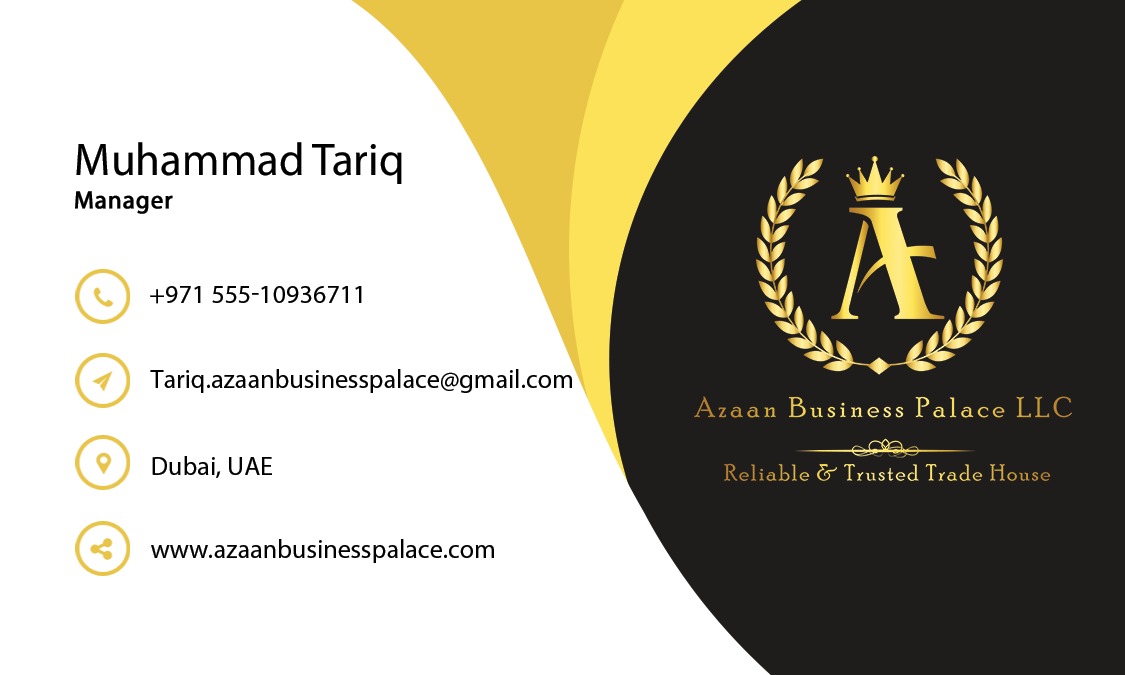 Muhammad Tariq
Manager
+971 555-10936711
Tariq.azaanbusinesspalace@gmail.com
Dubai, UAE
www.azaanbusinesspalace.com
A
Azaan Business Palace LLC
Reliable & Trusted Trade House